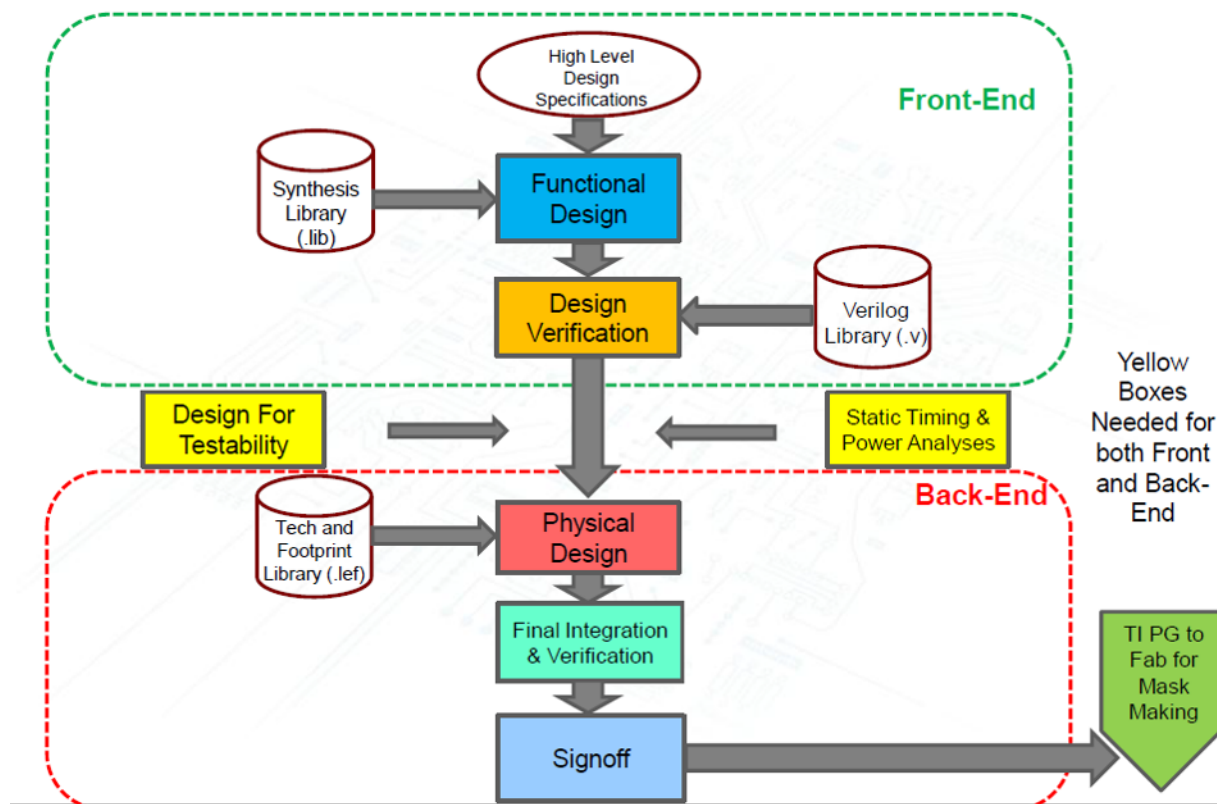 High Level
Design
Specifications
Front-End
Synthesis
Library
(.lib)
Functional
Design
Design
Verification
Verilog
Library (.v)
Design For
Testability
Static Timing &
Power Analyses
Yellow
Boxes
Needed for
both Front
and Back-
End
Back-End
Tech and
Footprint
Library (.lef)
Physical
Design
Final Integration
& Verification
TI PG to
Fab for
Mask
Making
Signoff